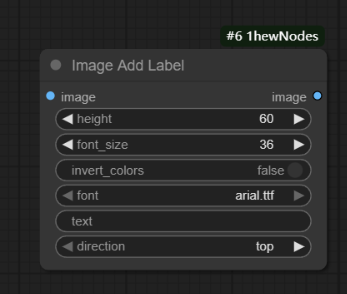 #6 1hewNodes
Image Add Label
image image
height 60
font_size 36
invert_colors false
font arial.ttf
text
direction top